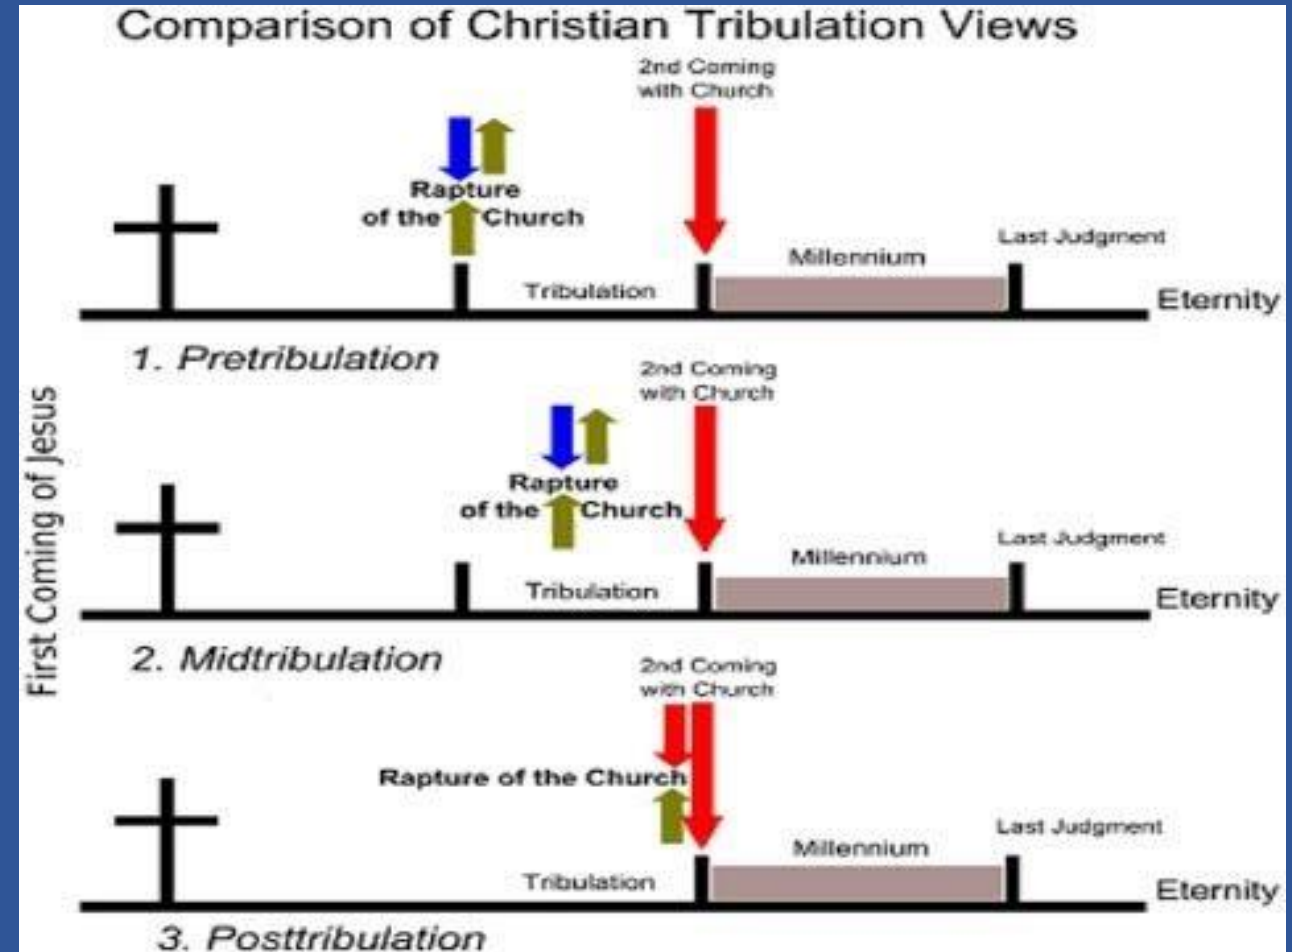 Comparison of Christian Tribulation Views
First Coming of Jesus
2nd Coming
with Church
Rapture
of the Church
Last Judgment
Millennium
Tribulation
Eternity
1. Pretribulation
2nd Coming
with Church
Rapture
of the Church
Last Judgment
Millennium
Tribulation
Eternity
2. Midtribulation
2nd Coming
with Church
Rapture of the Church
Last Judgment
Millennium
Tribulation
Eternity
3. Posttribulation